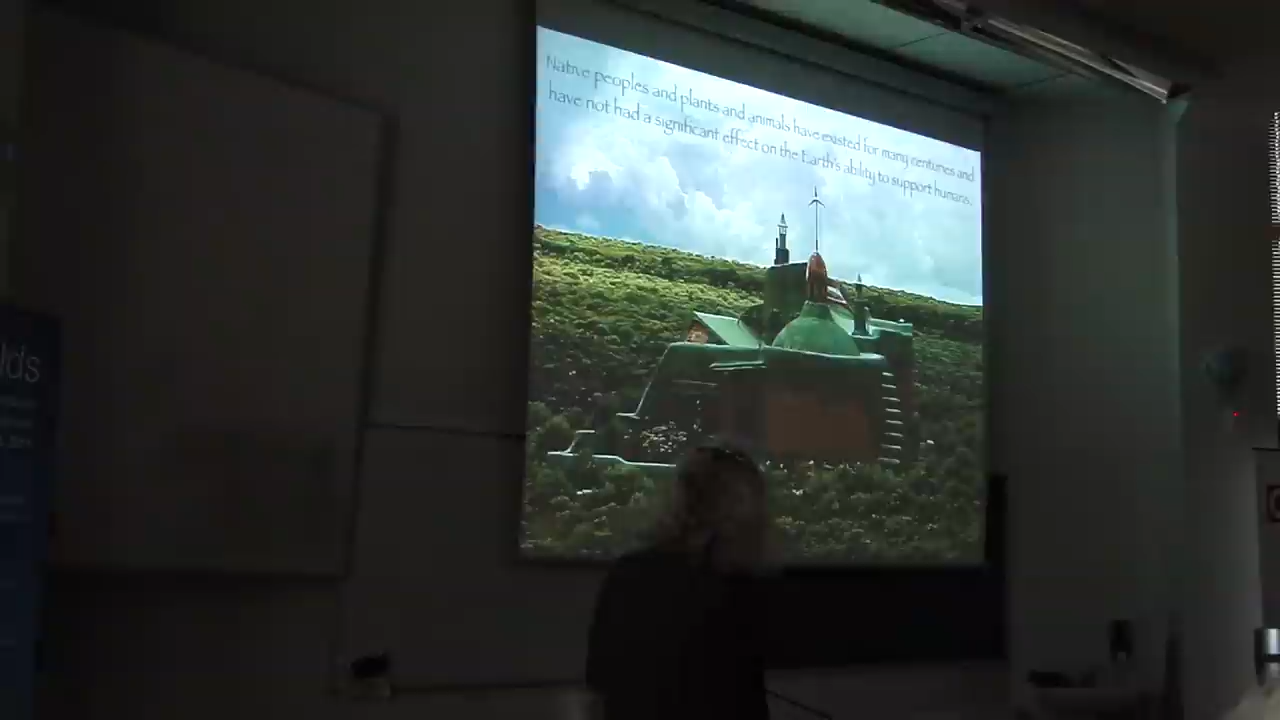 Native peoples and plants and animals have existed for many centuries and
have not had a significant effect on the Earth's ability to support humans.
lds